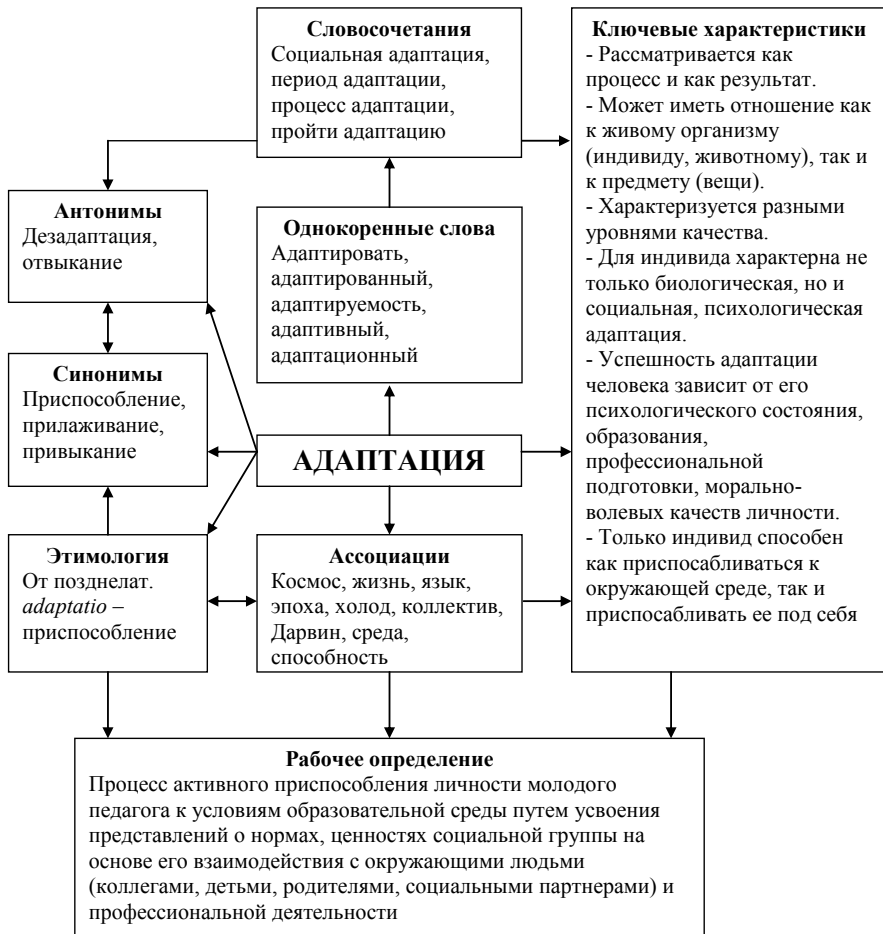 Словосочетания
Социальная адаптация,
период адаптации,
процесс адаптации,
пройти адаптацию
Ключевые характеристики
- Рассматривается как
процесс и как результат.
- Может иметь отношение как
к живому организму
(индивиду, животному), так и
к предмету (вещи).
- Характеризуется разными
уровнями качества.
- Для индивида характерна не
только биологическая, но и
социальная, психологическая
адаптация.
- Успешность адаптации
человека зависит от его
психологического состояния,
образования,
профессиональной
подготовки, морально-
волевых качеств личности.
- Только индивид способен
как приспосабливаться к
окружающей среде, так и
приспосабливать ее под себя
Антонимы
Дезадаптация,
отвыкание
Однокоренные слова
Адаптировать,
адаптированный,
адаптируемость,
адаптивный,
адаптационный
Синонимы
Приспособление,
прилаживание,
привыкание
АДАПТАЦИЯ
Этимология
От позднелат.
adaptatio –
приспособление
Ассоциации
Космос, жизнь, язык,
эпоха, холод, коллектив,
Дарвин, среда,
способность
Рабочее определение
Процесс активного приспособления личности молодого
педагога к условиям образовательной среды путем усвоения
представлений о нормах, ценностях социальной группы на
основе его взаимодействия с окружающими людьми
(коллегами, детьми, родителями, социальными партнерами) и
профессиональной деятельности